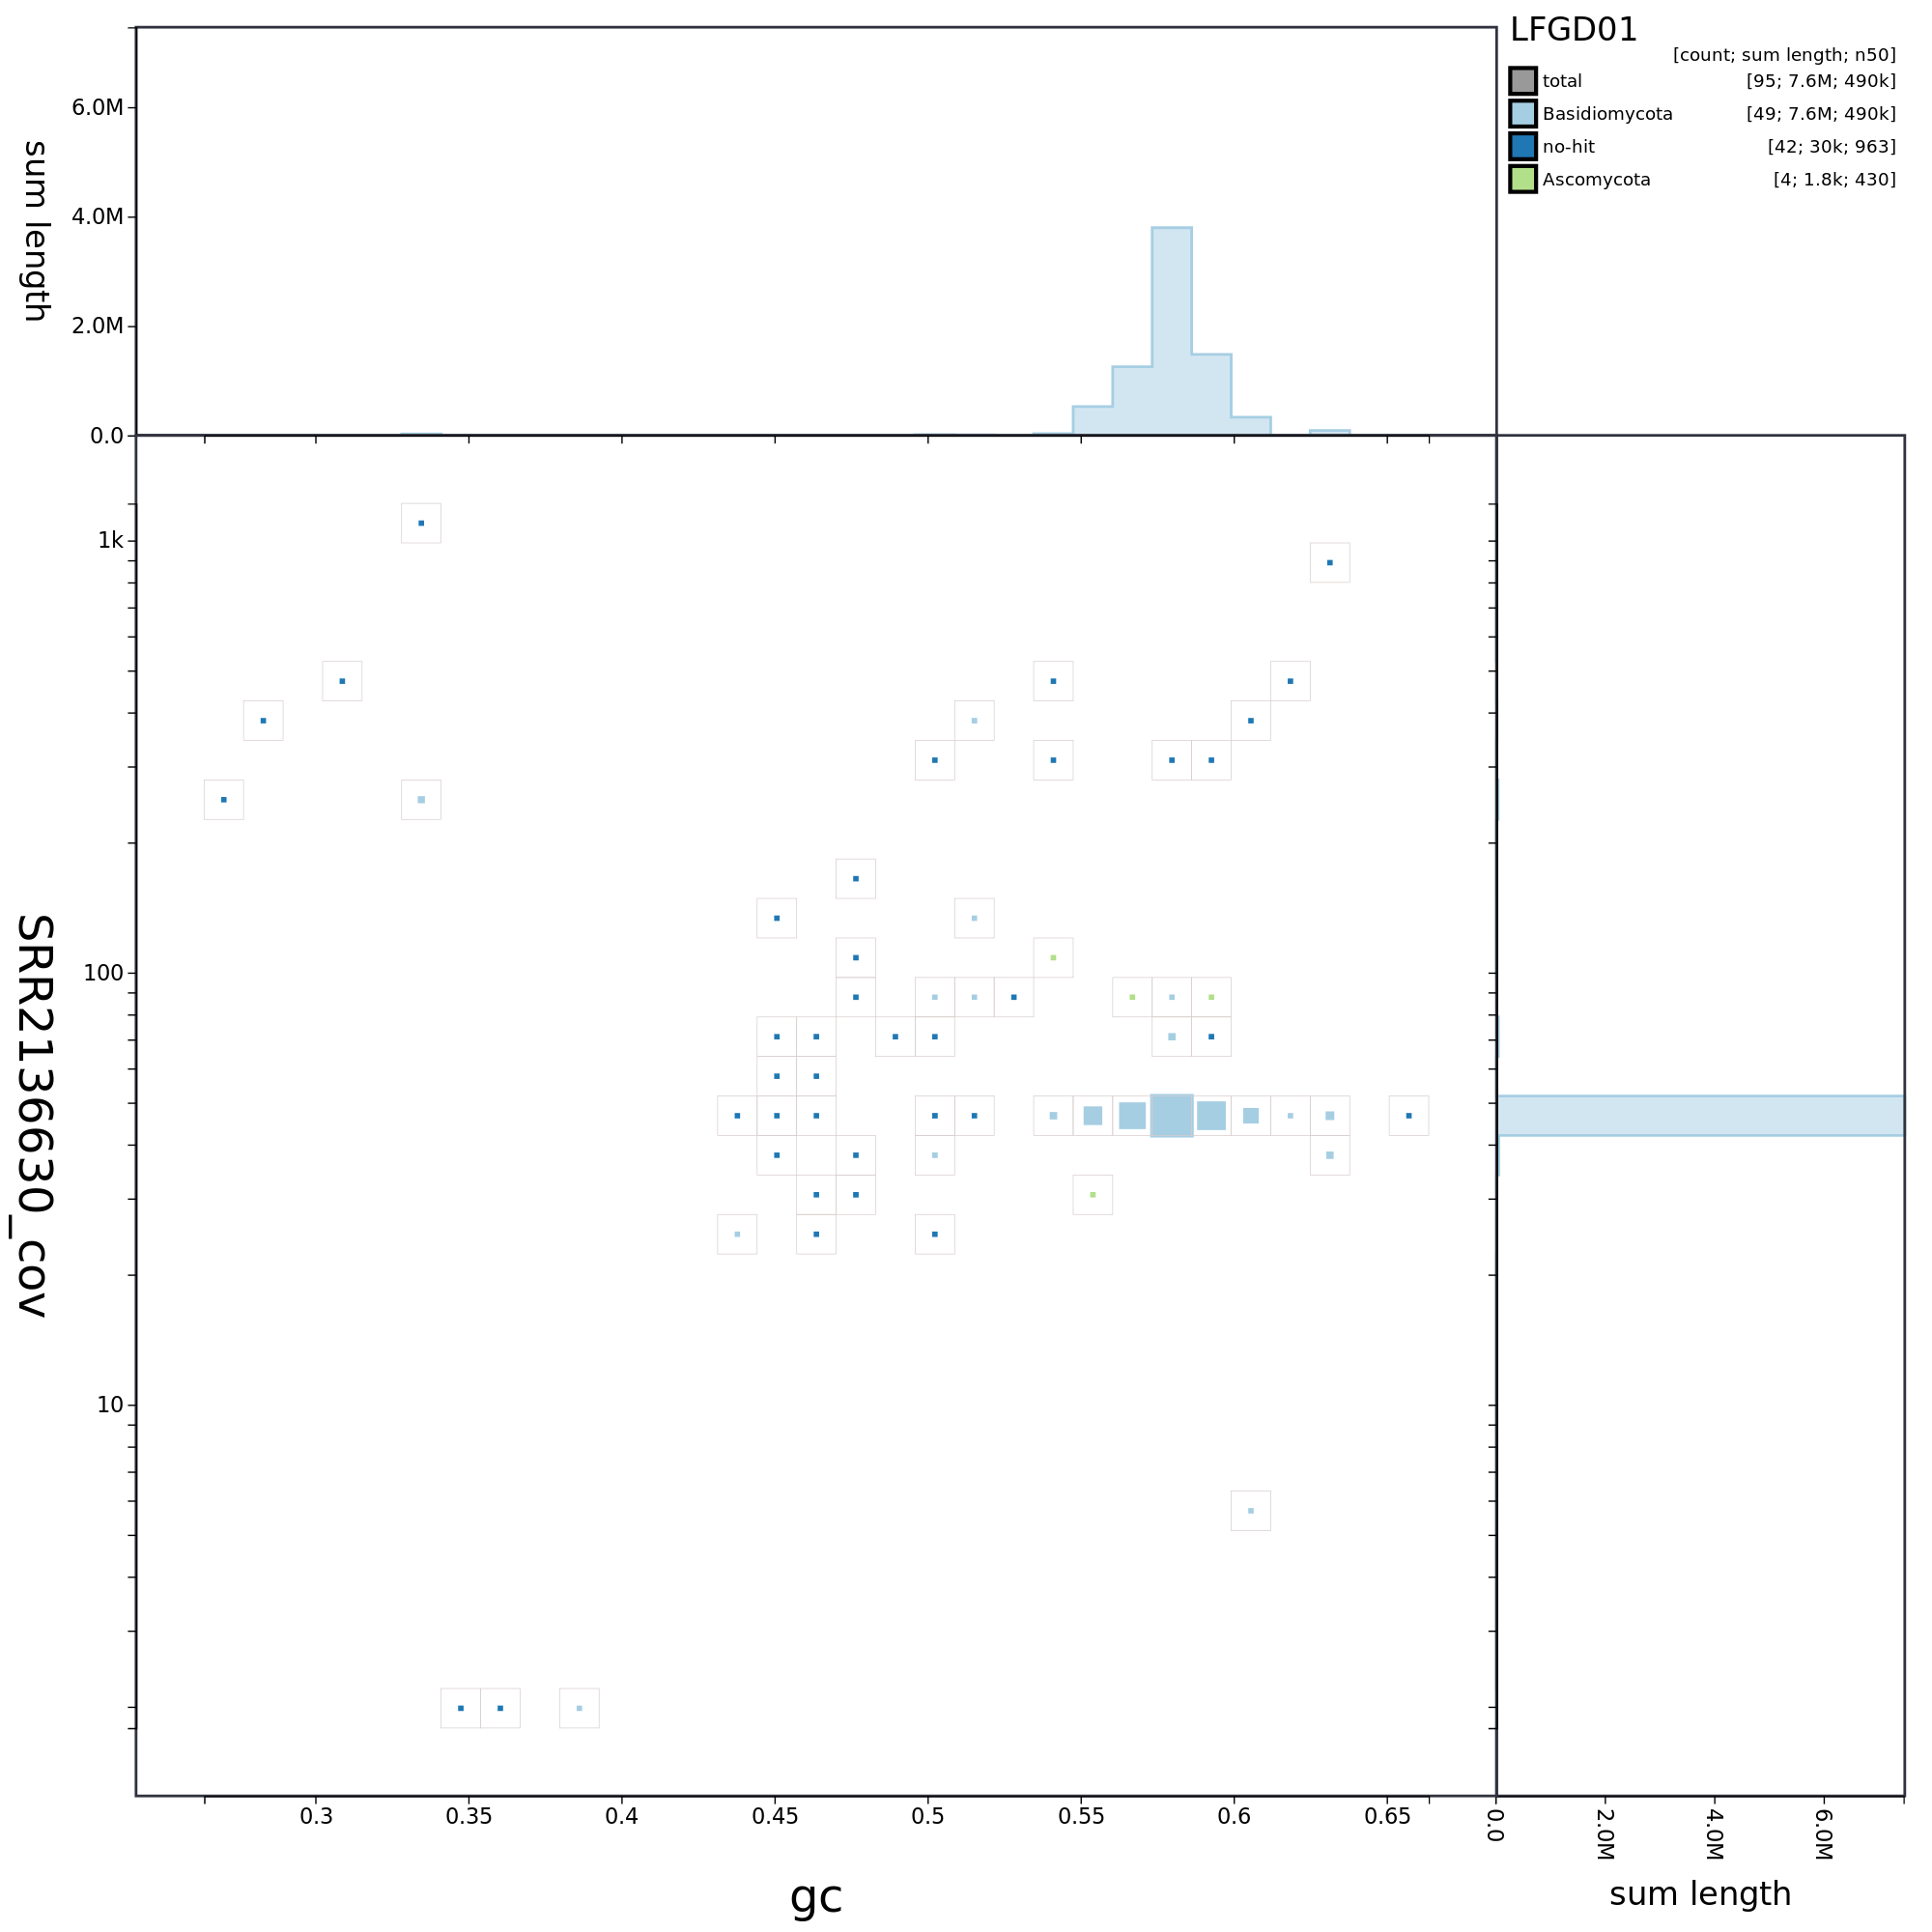 LFGD01
[count; sum length; n50]
total [95; 7.6M; 490k]
Basidiomycota [49; 7.6M; 490k]
no-hit [42; 30k; 963]
Ascomycota [4; 1.8k; 430]
sum length
6.0M
4.0M
2.0M
0.0
SRR2136630_cov
1k
100
10
0.3 0.35 0.4 0.45 0.5 0.55 0.6 0.65
gc
0.0 2.0M 4.0M 6.0M
sum length